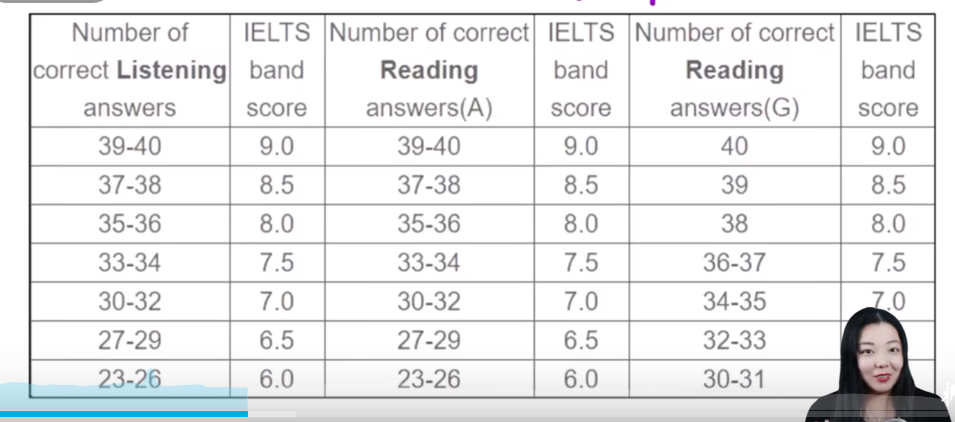 Number of correct Listening answers IELTS band score Number of correct Reading answers(A) IELTS band score Number of correct Reading answers(G) IELTS band score
39-40 9.0 39-40 9.0 40 9.0
37-38 8.5 37-38 8.5 39 8.5
35-36 8.0 35-36 8.0 38 8.0
33-34 7.5 33-34 7.5 36-37 7.5
30-32 7.0 30-32 7.0 34-35 7.0
27-29 6.5 27-29 6.5 32-33
23-26 6.0 23-26 6.0 30-31